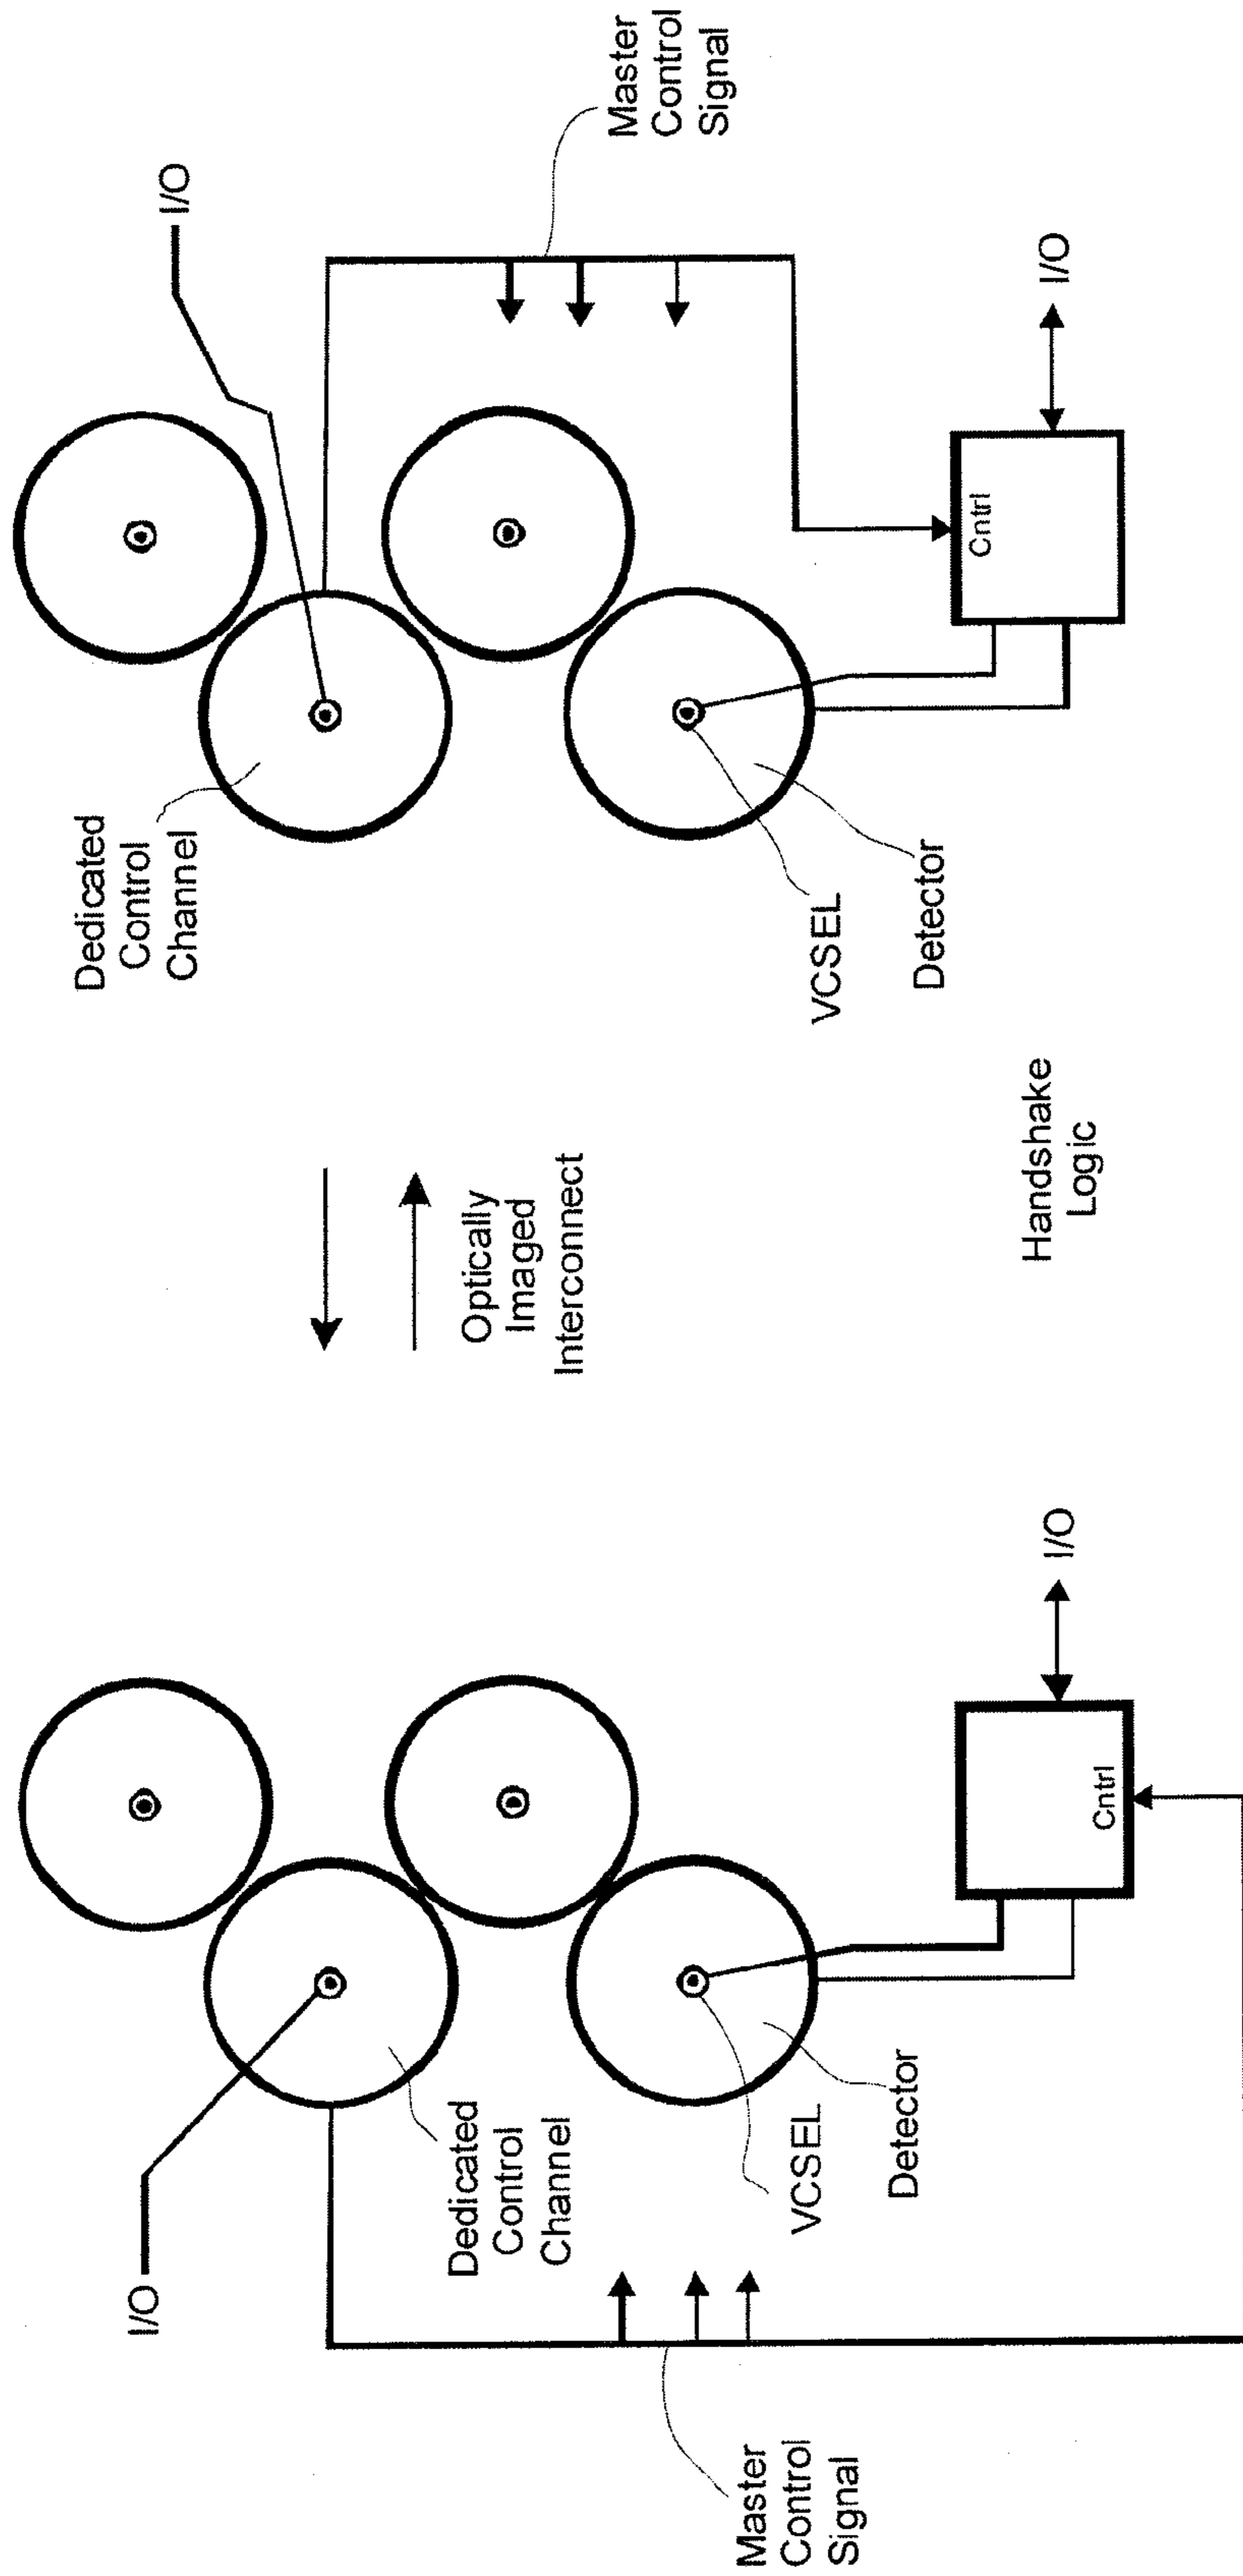 I/O
Dedicated
Control
Channel
Master
Control
Signal
VCSEL
Detector
Cntrl
I/O
Optically
Imaged
Interconnect
Handshake
Logic
I/O
Dedicated
Control
Channel
Master
Control
Signal
VCSEL
Detector
Cntrl
I/O